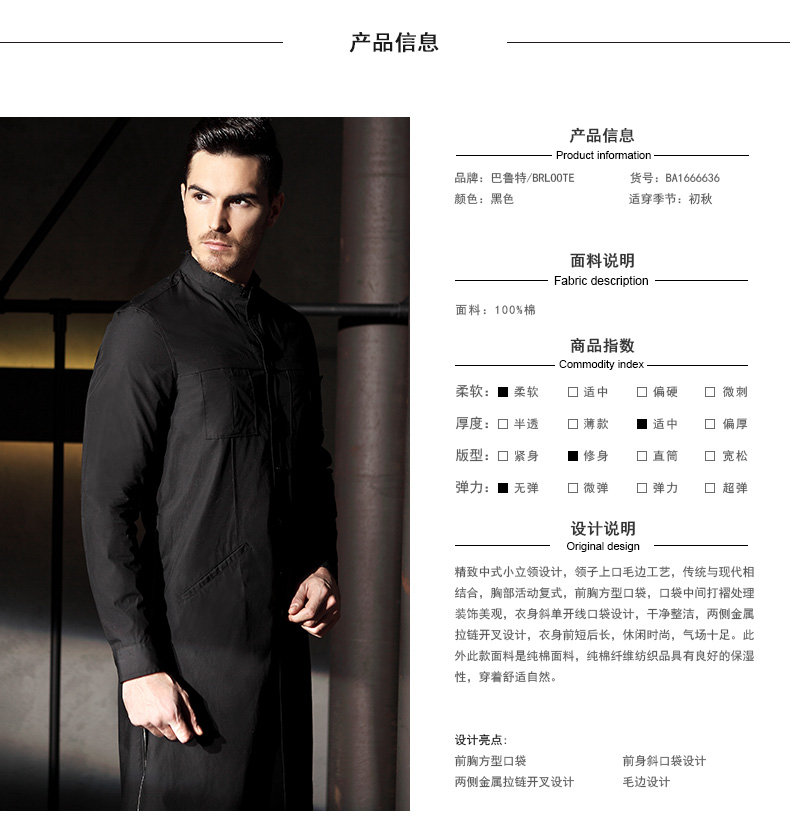 产品信息
产品信息
Product information
品牌：巴鲁特/BRLOOTE 货号：BA1666636
颜色：黑色 适穿季节：初秋
面料说明
Fabric description
面料：100%棉
商品指数
Commodity index
柔软：■ 柔软 □ 适中 □ 偏硬 □ 微刺
厚度：□ 半透 □ 薄款 ■ 适中 □ 偏厚
版型：□ 紧身 ■ 修身 □ 直筒 □ 宽松
弹力：■ 无弹 □ 微弹 □ 弹力 □ 超弹
设计说明
Original design
精致中式小立领设计，领子上口毛边工艺，传统与现代相
结合，胸部活动复式，前胸方型口袋，口袋中间打褶处理
装饰美观，衣身斜单开线口袋设计，干净整洁，两侧金属
拉链开叉设计，衣身前短后长，休闲时尚，气场十足。此
外此款面料是纯棉面料，纯棉纤维纺织品具有良好的保湿
性，穿着舒适自然。
设计亮点：
前胸方型口袋 前身斜口袋设计
两侧金属拉链开叉设计 毛边设计